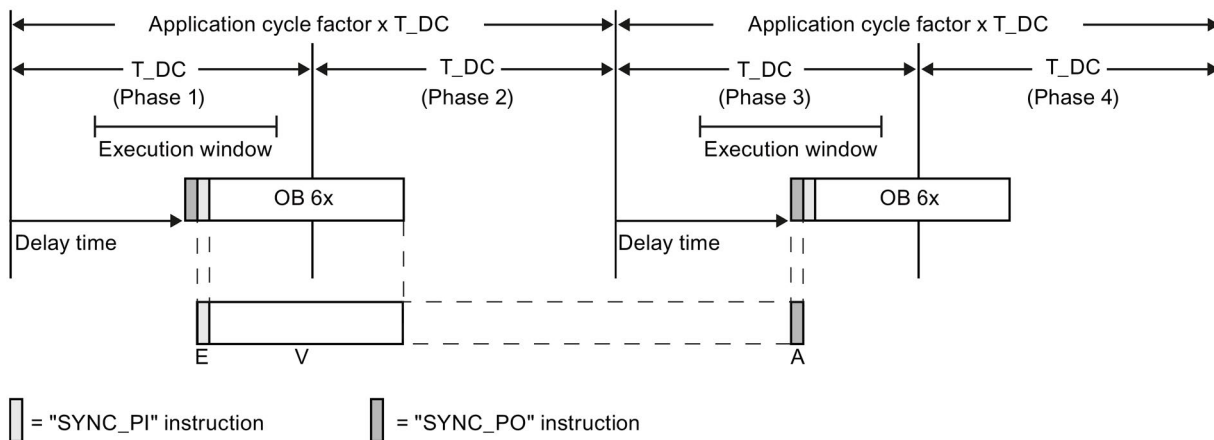 Application cycle factor x T_DC
Application cycle factor x T_DC
T_DC
(Phase 1)
T_DC
(Phase 2)
T_DC
(Phase 3)
T_DC
(Phase 4)
Execution window
Execution window
OB 6x
OB 6x
Delay time
Delay time
E
V
A
= "SYNC_PI" instruction
= "SYNC_PO" instruction